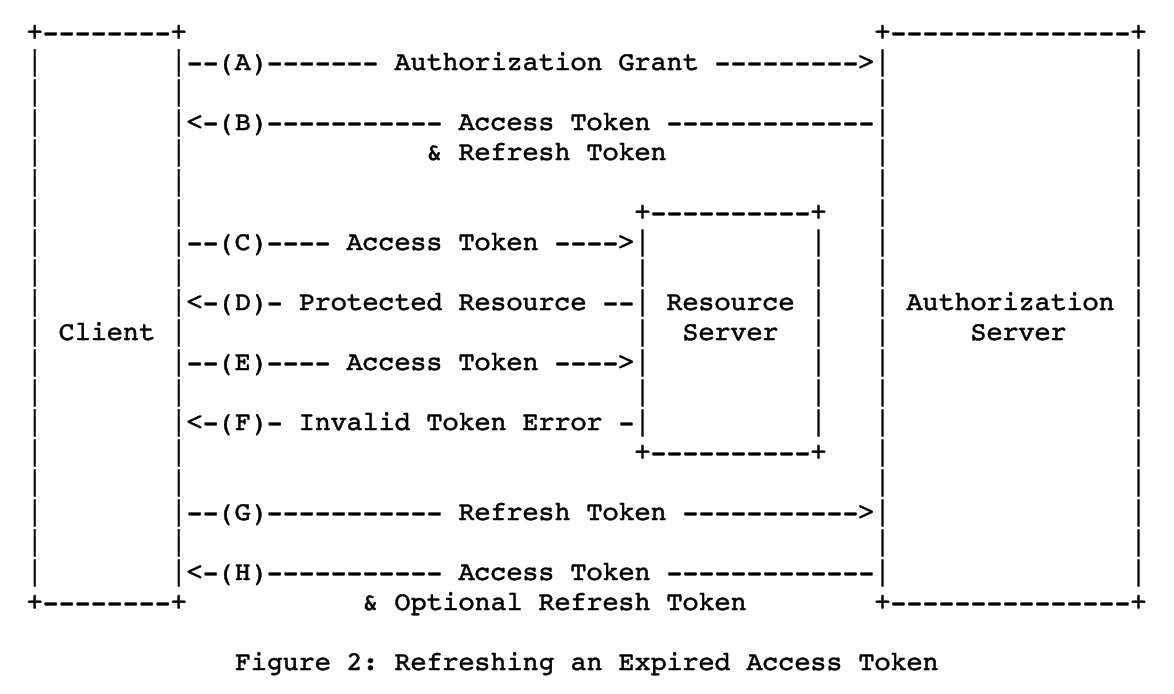 +--------+                                           +---------------+
|        |--(A)------- Authorization Grant --------->|               |
|        |                                           |               |
|        |<-(B)----------- Access Token -------------|               |
|        |               & Refresh Token             |               |
|        |                                           |               |
|        |                            +----------+   |               |
|        |--(C)---- Access Token ---->|          |   |               |
|        |                            |          |   |               |
|        |<-(D)- Protected Resource --| Resource |   | Authorization |
| Client |                            |  Server  |   |     Server    |
|        |--(E)---- Access Token ---->|          |   |               |
|        |                            |          |   |               |
|        |<-(F)- Invalid Token Error -|          |   |               |
|        |                            +----------+   |               |
|        |                                           |               |
|        |--(G)----------- Refresh Token ----------->|               |
|        |                                           |               |
|        |<-(H)----------- Access Token -------------|               |
+--------+           & Optional Refresh Token        +---------------+
Figure 2: Refreshing an Expired Access Token